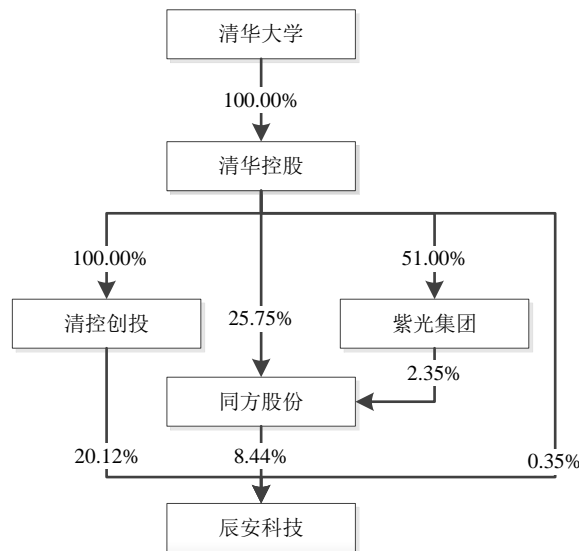 清华大学
100.00%
清华控股
100.00%
51.00%
清控创投
25.75%
紫光集团
2.35%
同方股份
20.12%
8.44%
0.35%
辰安科技